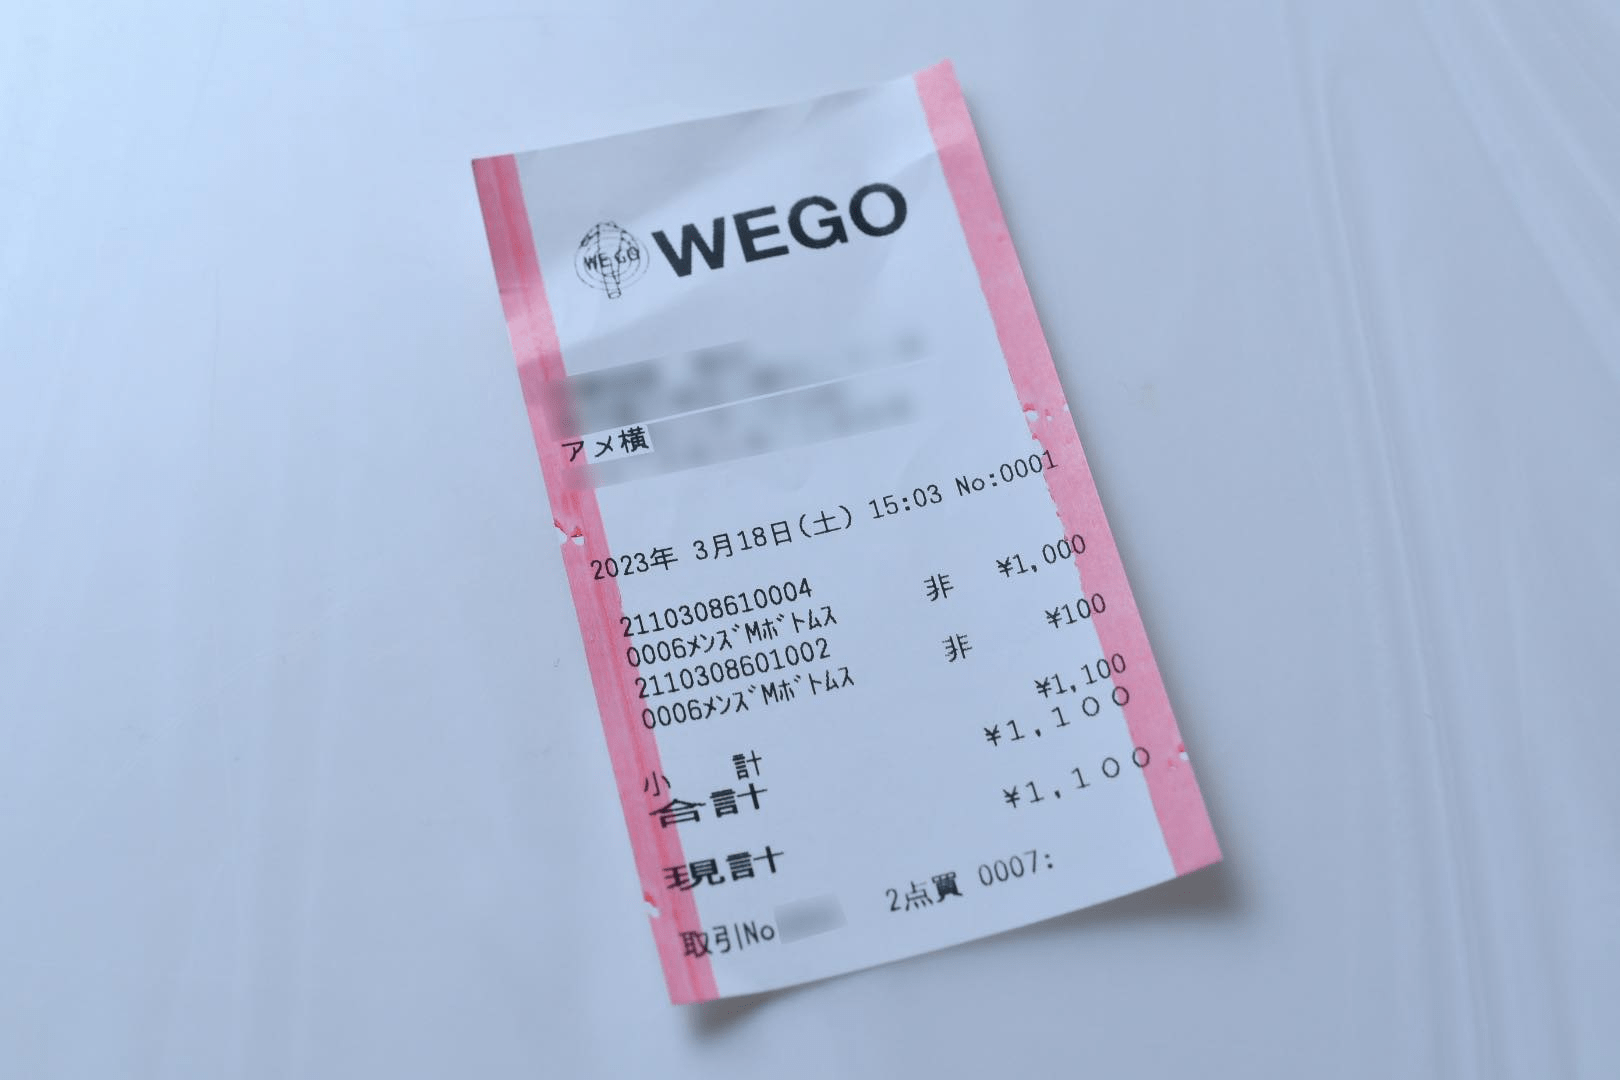 WE GO
WEGO
アメ横
2023年 3月18日(土) 15:03 No:0001
2110308610004 非 ¥1,000
0006ﾒﾝｽﾞMﾎﾞﾄﾑｽ
2110308601002 非 ¥100
0006ﾒﾝｽﾞMﾎﾞﾄﾑｽ
小計 ¥1,100
合計 ¥1,100
現計 ¥1,100
取引No 2点買 0007: